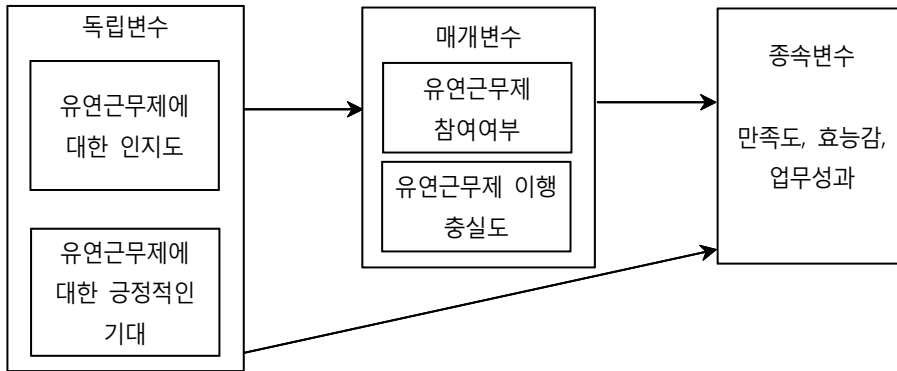 독립변수
유연근무제에
대한 인지도
유연근무제에
대한 긍정적인
기대
매개변수
유연근무제
참여여부
유연근무제 이행
충실도
종속변수
만족도, 효능감,
업무성과